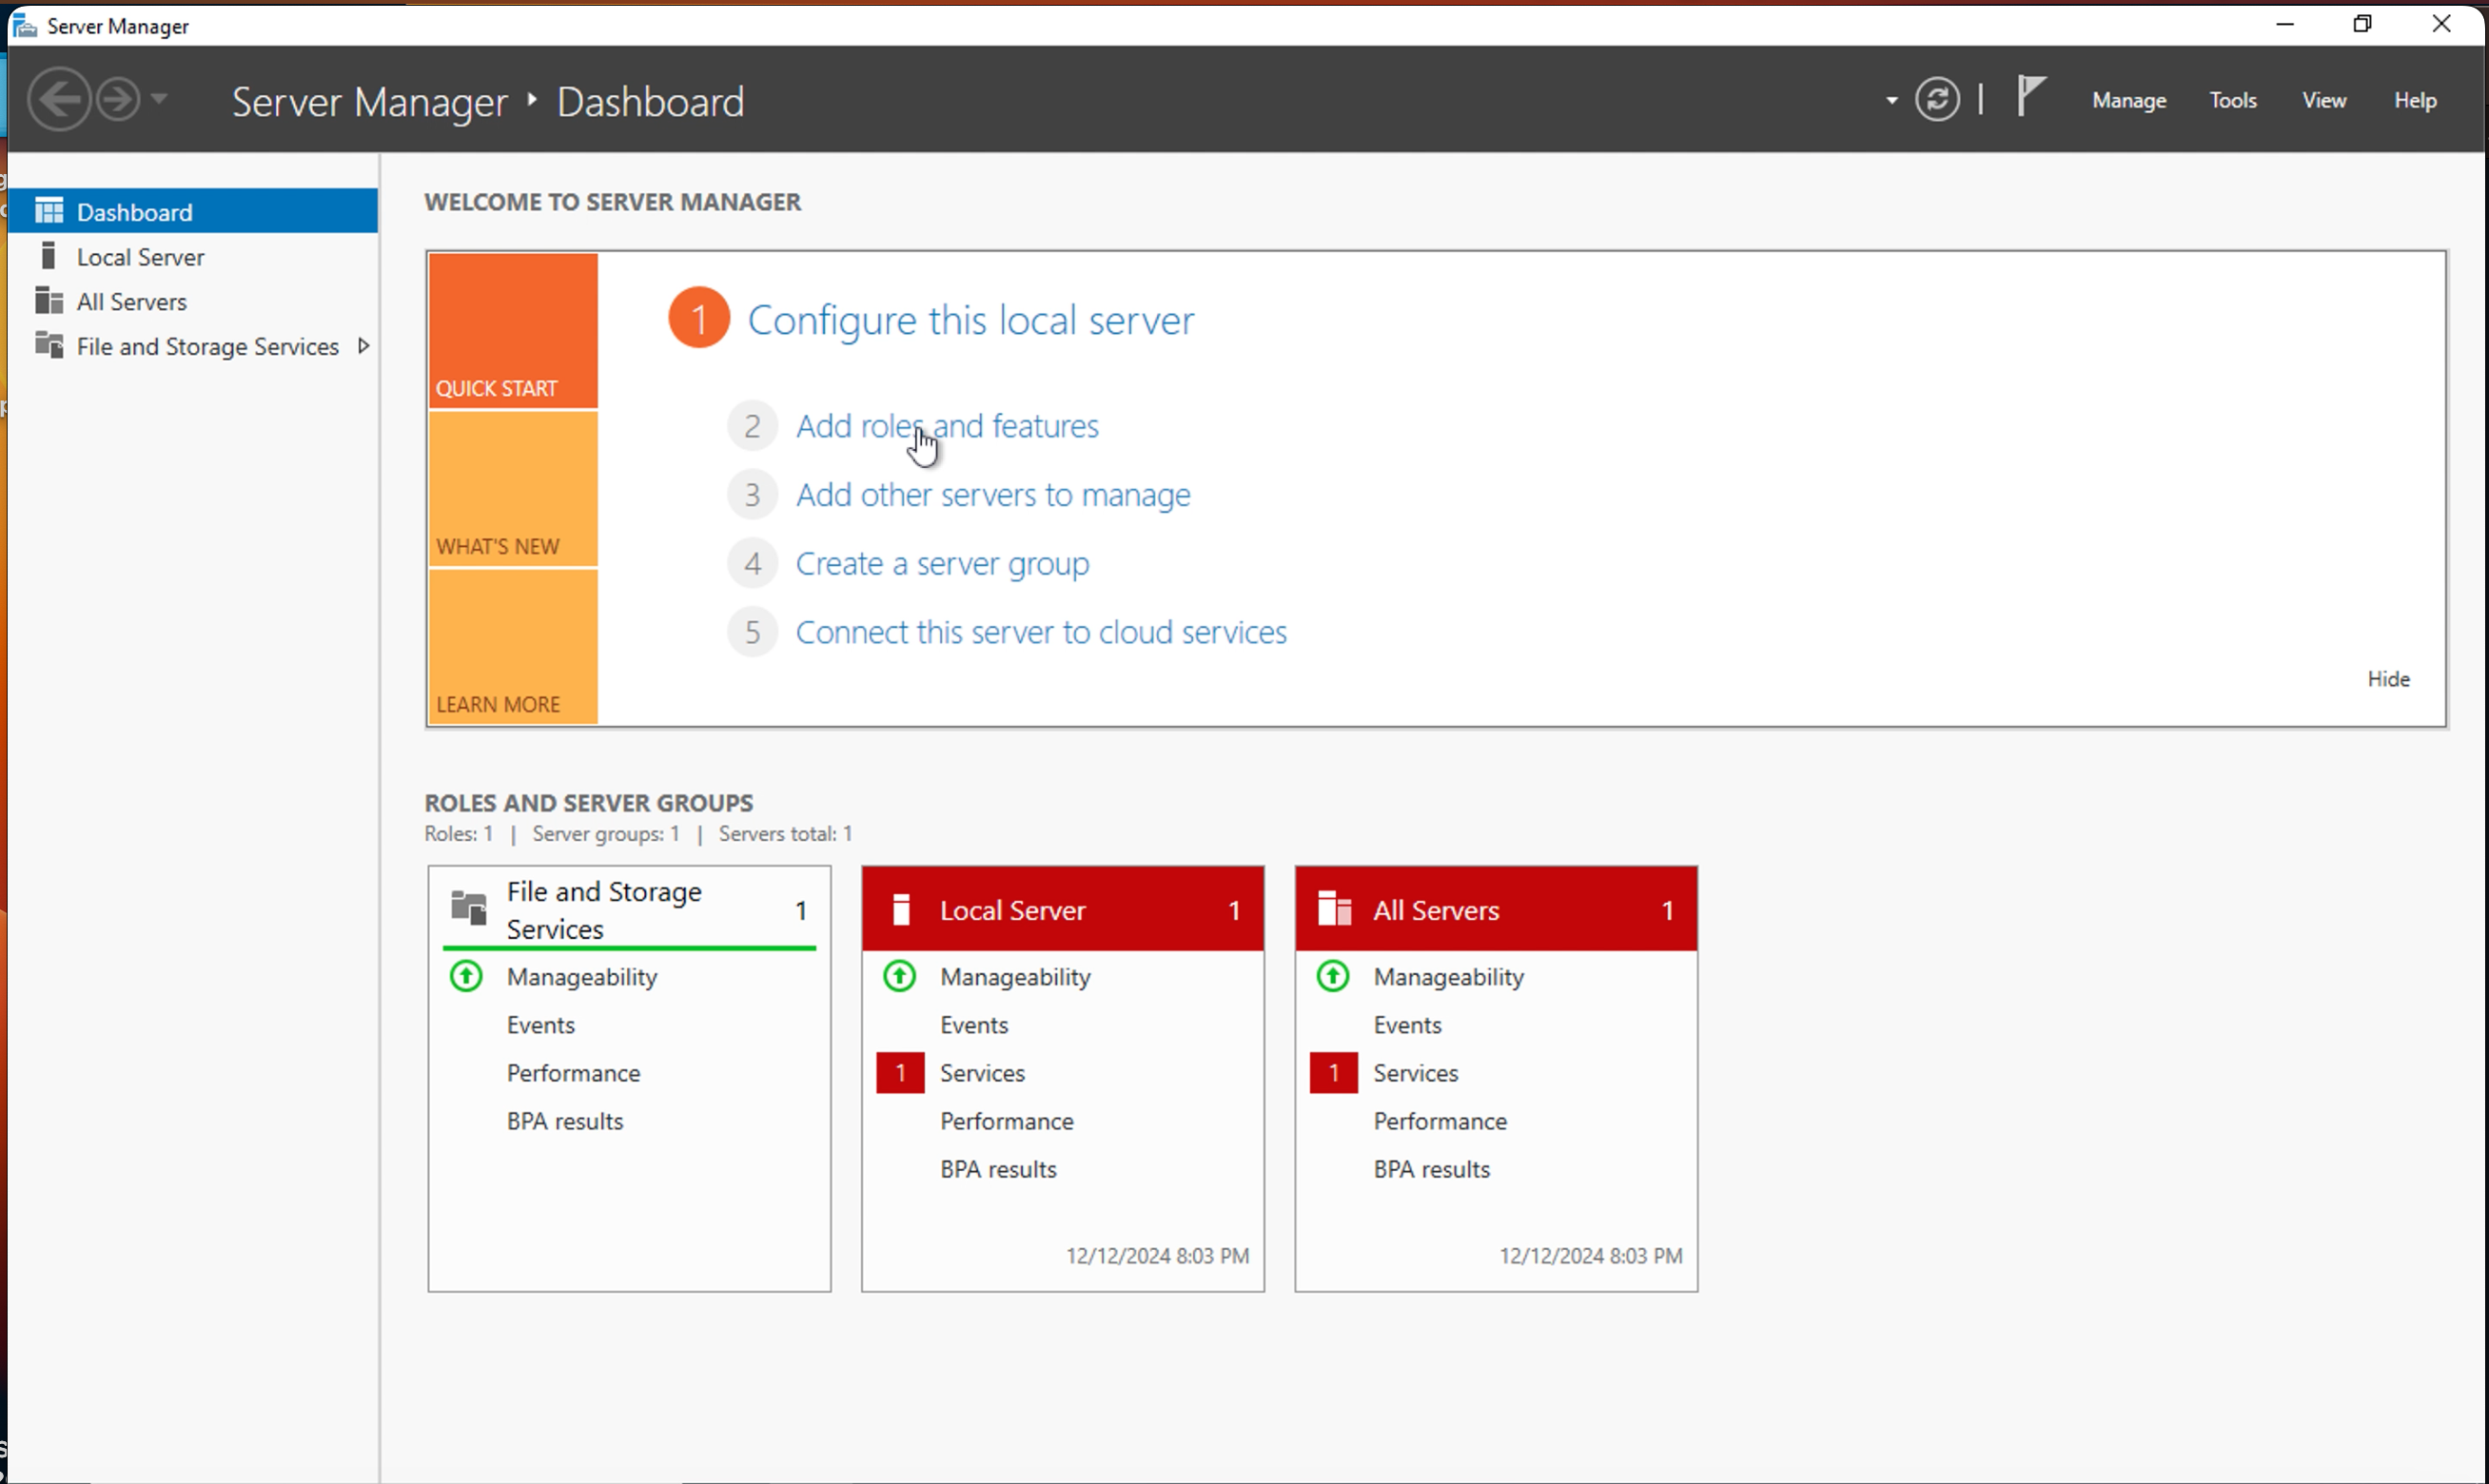 Server Manager
Server Manager ‣ Dashboard
Manage Tools View Help
Dashboard
Local Server
All Servers
File and Storage Services
WELCOME TO SERVER MANAGER
QUICK START
WHAT'S NEW
LEARN MORE
1 Configure this local server
2 Add roles and features
3 Add other servers to manage
4 Create a server group
5 Connect this server to cloud services
Hide
ROLES AND SERVER GROUPS
Roles: 1 | Server groups: 1 | Servers total: 1
File and Storage
Services 1
Manageability
Events
Performance
BPA results
Local Server 1
Manageability
Events
1 Services
Performance
BPA results
12/12/2024 8:03 PM
All Servers 1
Manageability
Events
1 Services
Performance
BPA results
12/12/2024 8:03 PM